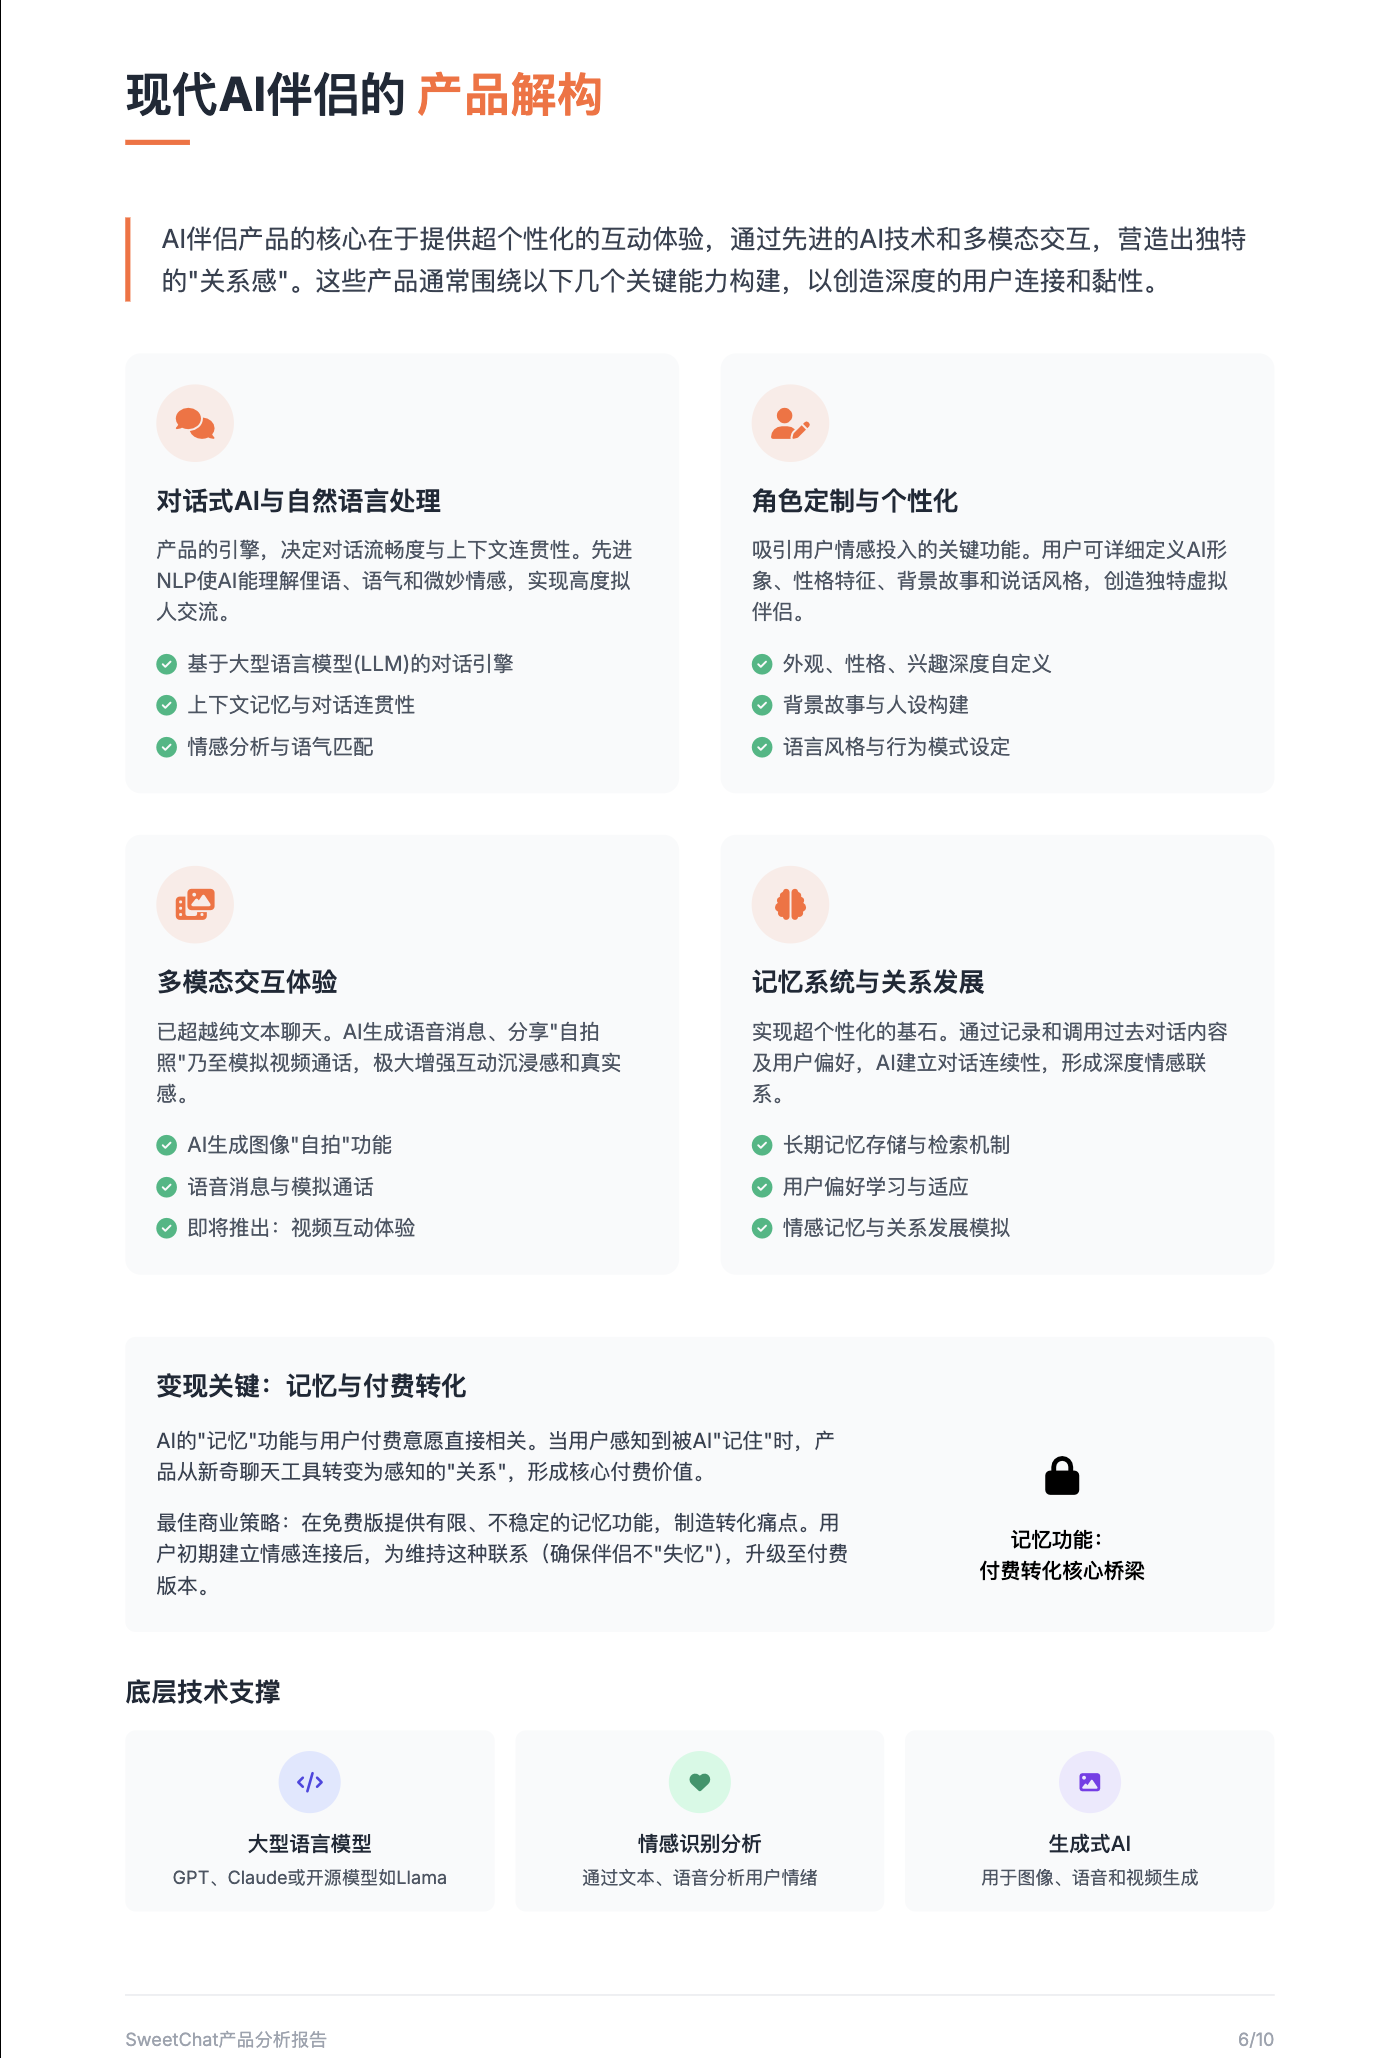 现代AI伴侣的 产品解构
AI伴侣产品的核心在于提供超个性化的互动体验，通过先进的AI技术和多模态交互，营造出独特
的"关系感"。这些产品通常围绕以下几个关键能力构建，以创造深度的用户连接和黏性。
对话式AI与自然语言处理
产品的引擎，决定对话流畅度与上下文连贯性。先进
NLP使AI能理解俚语、语气和微妙情感，实现高度拟
人交流。
基于大型语言模型(LLM)的对话引擎
上下文记忆与对话连贯性
情感分析与语气匹配
角色定制与个性化
吸引用户情感投入的关键功能。用户可详细定义AI形
象、性格特征、背景故事和说话风格，创造独特虚拟
伴侣。
外观、性格、兴趣深度自定义
背景故事与人设构建
语言风格与行为模式设定
多模态交互体验
已超越纯文本聊天。AI生成语音消息、分享"自拍
照"乃至模拟视频通话，极大增强互动沉浸感和真实
感。
AI生成图像"自拍"功能
语音消息与模拟通话
即将推出：视频互动体验
记忆系统与关系发展
实现超个性化的基石。通过记录和调用过去对话内容
及用户偏好，AI建立对话连续性，形成深度情感联
系。
长期记忆存储与检索机制
用户偏好学习与适应
情感记忆与关系发展模拟
变现关键：记忆与付费转化
AI的"记忆"功能与用户付费意愿直接相关。当用户感知到被AI"记住"时，产
品从新奇聊天工具转变为感知的"关系"，形成核心付费价值。
最佳商业策略：在免费版提供有限、不稳定的记忆功能，制造转化痛点。用
户初期建立情感连接后，为维持这种联系（确保伴侣不"失忆"），升级至付费
版本。
记忆功能：
付费转化核心桥梁
底层技术支撑
大型语言模型
GPT、Claude或开源模型如Llama
情感识别分析
通过文本、语音分析用户情绪
生成式AI
用于图像、语音和视频生成
SweetChat产品分析报告
6/10